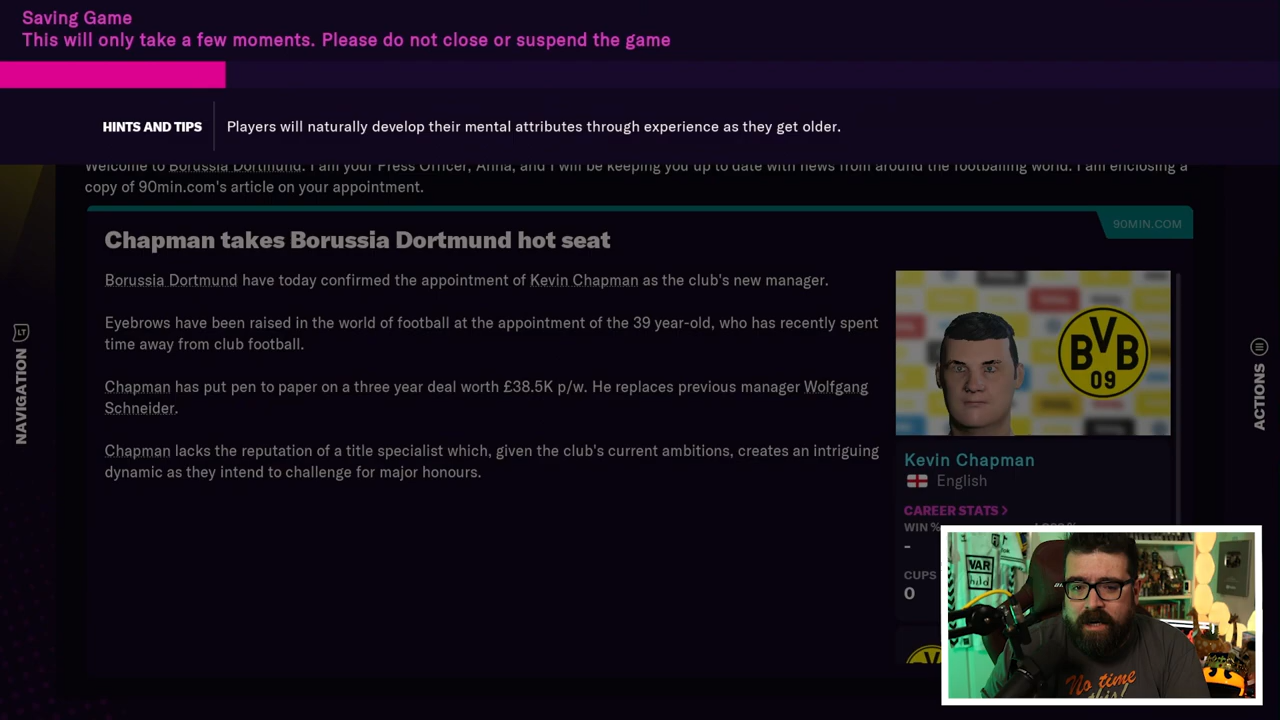 Saving Game
This will only take a few moments. Please do not close or suspend the game
HINTS AND TIPS
Players will naturally develop their mental attributes through experience as they get older.
Welcome to Borussia Dortmund. I am your Press Officer, Anna, and I will be keeping you up to date with news from around the footballing world. I am enclosing a
copy of 90min.com's article on your appointment.
90MIN.COM
Chapman takes Borussia Dortmund hot seat
Borussia Dortmund have today confirmed the appointment of Kevin Chapman as the club's new manager.
Eyebrows have been raised in the world of football at the appointment of the 39 year-old, who has recently spent
time away from club football.
Chapman has put pen to paper on a three year deal worth £38.5K p/w. He replaces previous manager Wolfgang
Schneider.
Chapman lacks the reputation of a title specialist which, given the club's current ambitions, creates an intriguing
dynamic as they intend to challenge for major honours.
BVB
09
Kevin Chapman
English
CAREER STATS >
WIN %
-
CUPS
0
LT
NAVIGATION
ACTIONS
VAR
No time
this!